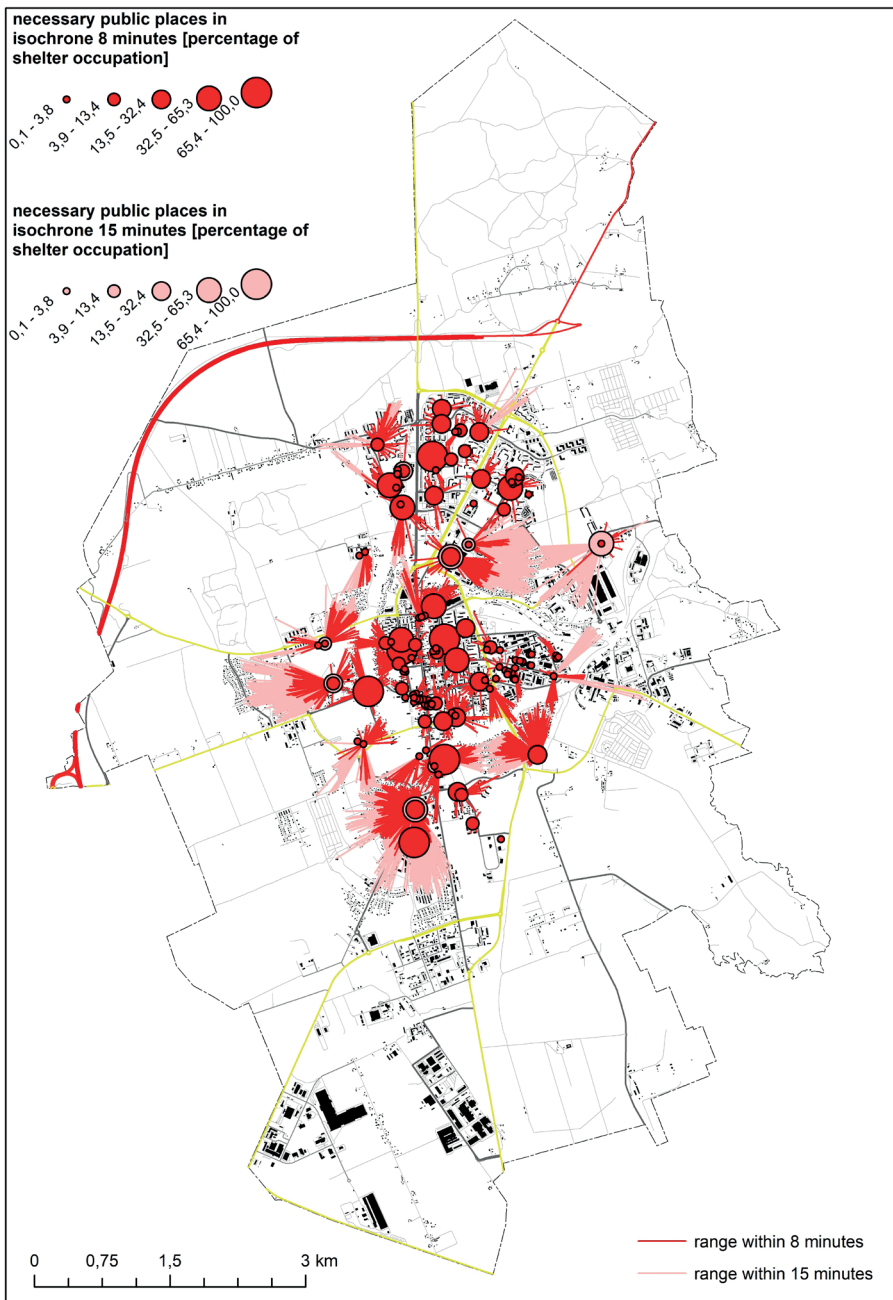 necessary public places in
isochrone 8 minutes [percentage of
shelter occupation]
0,1 - 3,8
3,9 - 13,4
13,5 - 32,4
32,5 - 65,3
65,4 - 100,0
necessary public places in
isochrone 15 minutes [percentage of
shelter occupation]
0,1 - 3,8
3,9 - 13,4
13,5 - 32,4
32,5 - 65,3
65,4 - 100,0
0 0,75 1,5 3 km
range within 8 minutes
range within 15 minutes